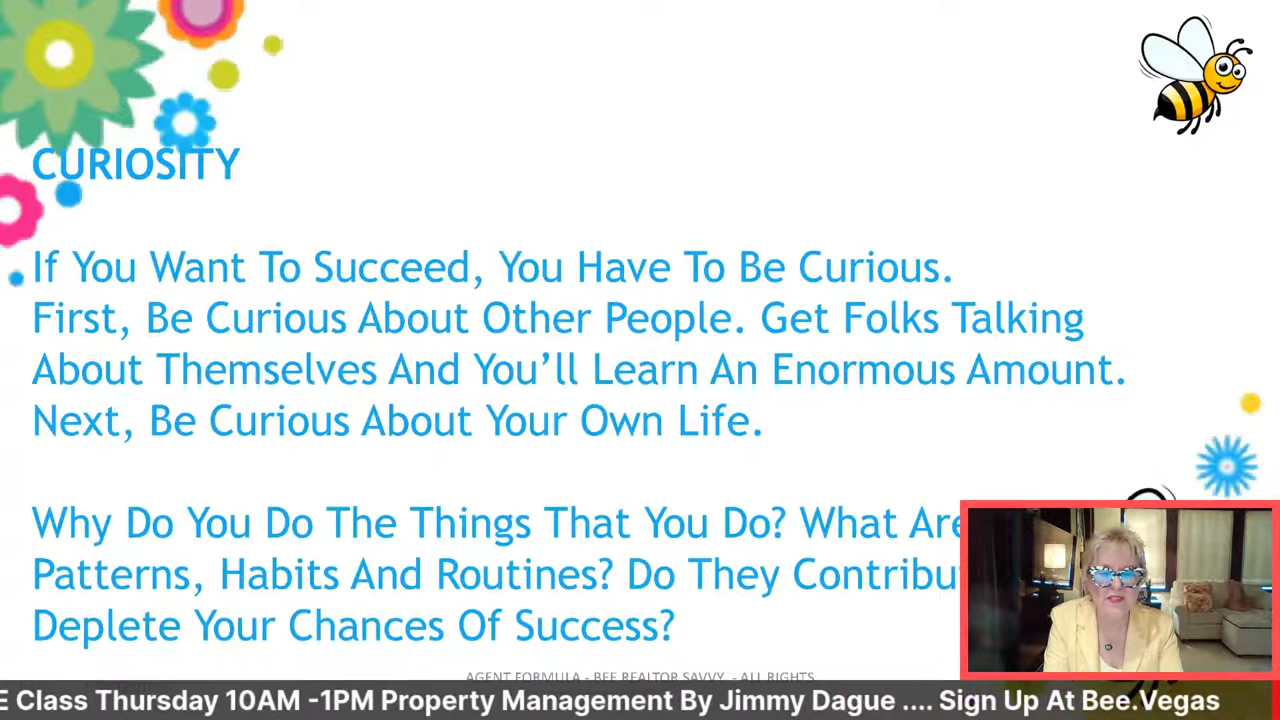 CURIOSITY
If You Want To Succeed, You Have To Be Curious.
First, Be Curious About Other People. Get Folks Talking
About Themselves And You’ll Learn An Enormous Amount.
Next, Be Curious About Your Own Life.
Why Do You Do The Things That You Do? What Are
Patterns, Habits And Routines? Do They
Deplete Your Chances Of Success?
AGENT FORMULA - BEE REALTOR SAVVY - ALL RIGHTS
E Class Thursday 10AM -1PM Property Management By Jimmy Dague .... Sign Up At Bee.Vegas